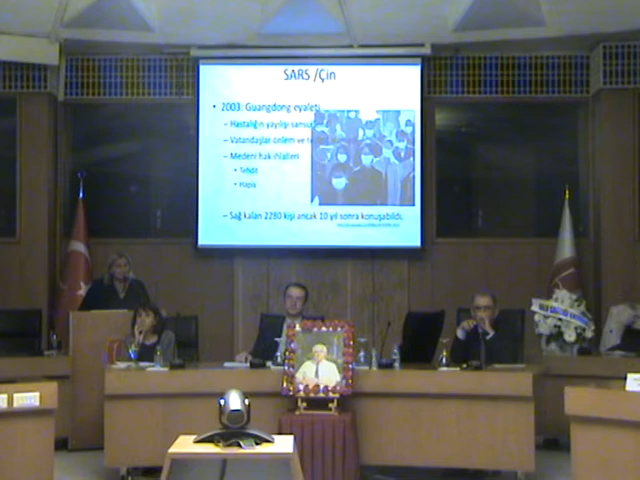 SARS /Çin
• 2003: Guangdong eyaleti
– Hastalığın yayılışı sansür
– Vatandaşlar önlem ve
– Medeni hak ihlalleri
• Tehdit
• Hapis
– Sağ kalan 2280 kişi ancak 10 yıl sonra konuşabildi.